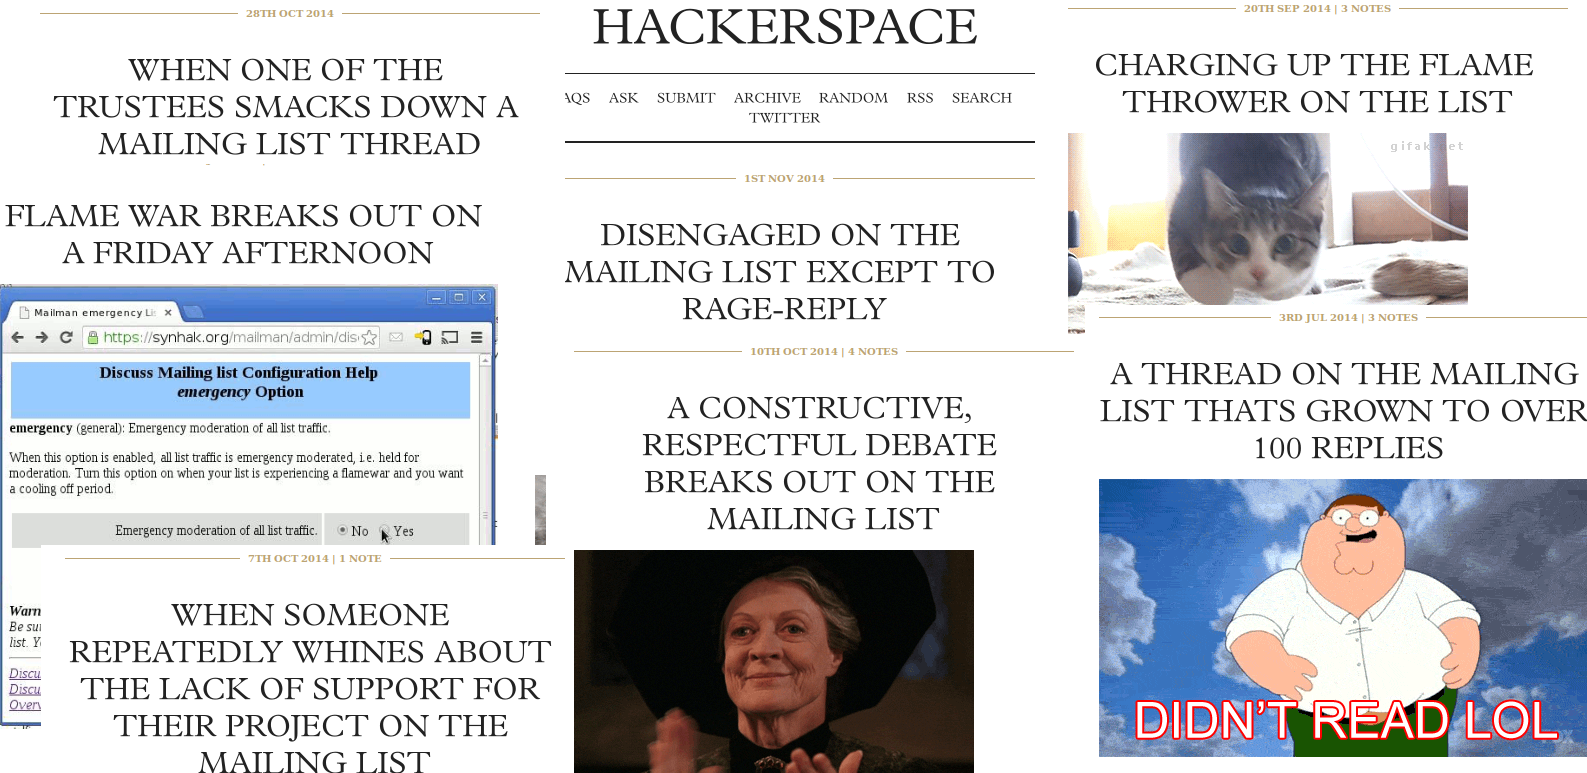 28TH OCT 2014
WHEN ONE OF THE
TRUSTEES SMACKS DOWN A
MAILING LIST THREAD
FLAME WAR BREAKS OUT ON
A FRIDAY AFTERNOON
Mailman emergency Li
https://synhak.org/mailman/admin/dis
Discuss Mailing list Configuration Help
emergency Option
emergency (general): Emergency moderation of all list traffic.
When this option is enabled, all list traffic is emergency moderated, i.e. held for
moderation. Turn this option on when your list is experiencing a flamewar and you want
a cooling off period.
Emergency moderation of all list traffic. No Yes
Warn
Be su
list. Y
Discu
Discu
Overv
7TH OCT 2014 | 1 NOTE
WHEN SOMEONE
REPEATEDLY WHINES ABOUT
THE LACK OF SUPPORT FOR
THEIR PROJECT ON THE
MAILING LIST
HACKERSPACE
AQS ASK SUBMIT ARCHIVE RANDOM RSS SEARCH
TWITTER
1ST NOV 2014
DISENGAGED ON THE
MAILING LIST EXCEPT TO
RAGE-REPLY
10TH OCT 2014 | 4 NOTES
A CONSTRUCTIVE,
RESPECTFUL DEBATE
BREAKS OUT ON THE
MAILING LIST
20TH SEP 2014 | 3 NOTES
CHARGING UP THE FLAME
THROWER ON THE LIST
gifak.net
3RD JUL 2014 | 3 NOTES
A THREAD ON THE MAILING
LIST THATS GROWN TO OVER
100 REPLIES
DIDN'T READ LOL